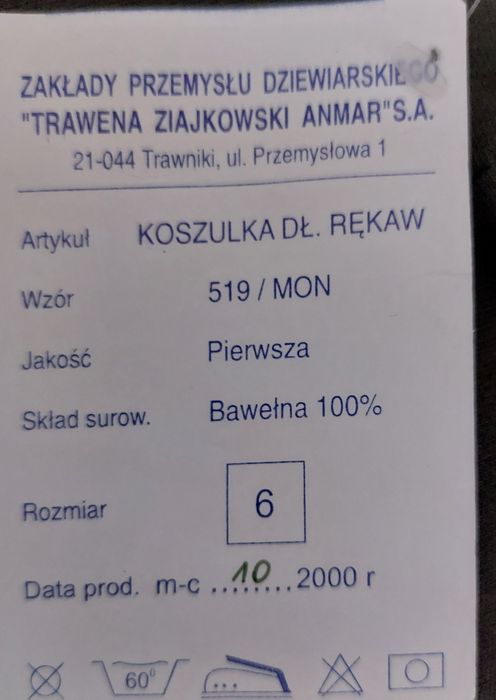 ZAKŁADY PRZEMYSŁU DZIEWIARSKIEGO
"TRAWENA ZIAJKOWSKI ANMAR"S.A.
21-044 Trawniki, ul. Przemysłowa 1
Artykuł KOSZULKA DŁ. RĘKAW
Wzór 519 / MON
Jakość Pierwsza
Skład surow. Bawełna 100%
Rozmiar 6
Data prod. m-c ...10... 2000 r
60°